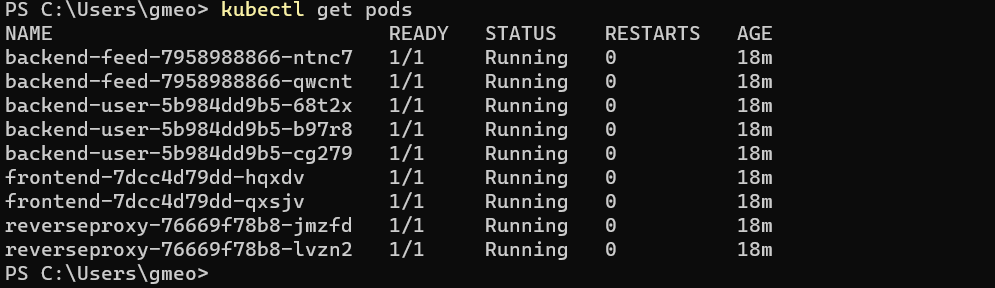 PS C:\Users\gmeo> kubectl get pods
NAME                            READY   STATUS    RESTARTS   AGE
backend-feed-7958988866-ntnc7   1/1     Running   0          18m
backend-feed-7958988866-qwcnt   1/1     Running   0          18m
backend-user-5b984dd9b5-68t2x   1/1     Running   0          18m
backend-user-5b984dd9b5-b97r8   1/1     Running   0          18m
backend-user-5b984dd9b5-cg279   1/1     Running   0          18m
frontend-7dcc4d79dd-hqxdv       1/1     Running   0          18m
frontend-7dcc4d79dd-qxsjv       1/1     Running   0          18m
reverseproxy-76669f78b8-jmzfd   1/1     Running   0          18m
reverseproxy-76669f78b8-lvzn2   1/1     Running   0          18m
PS C:\Users\gmeo>